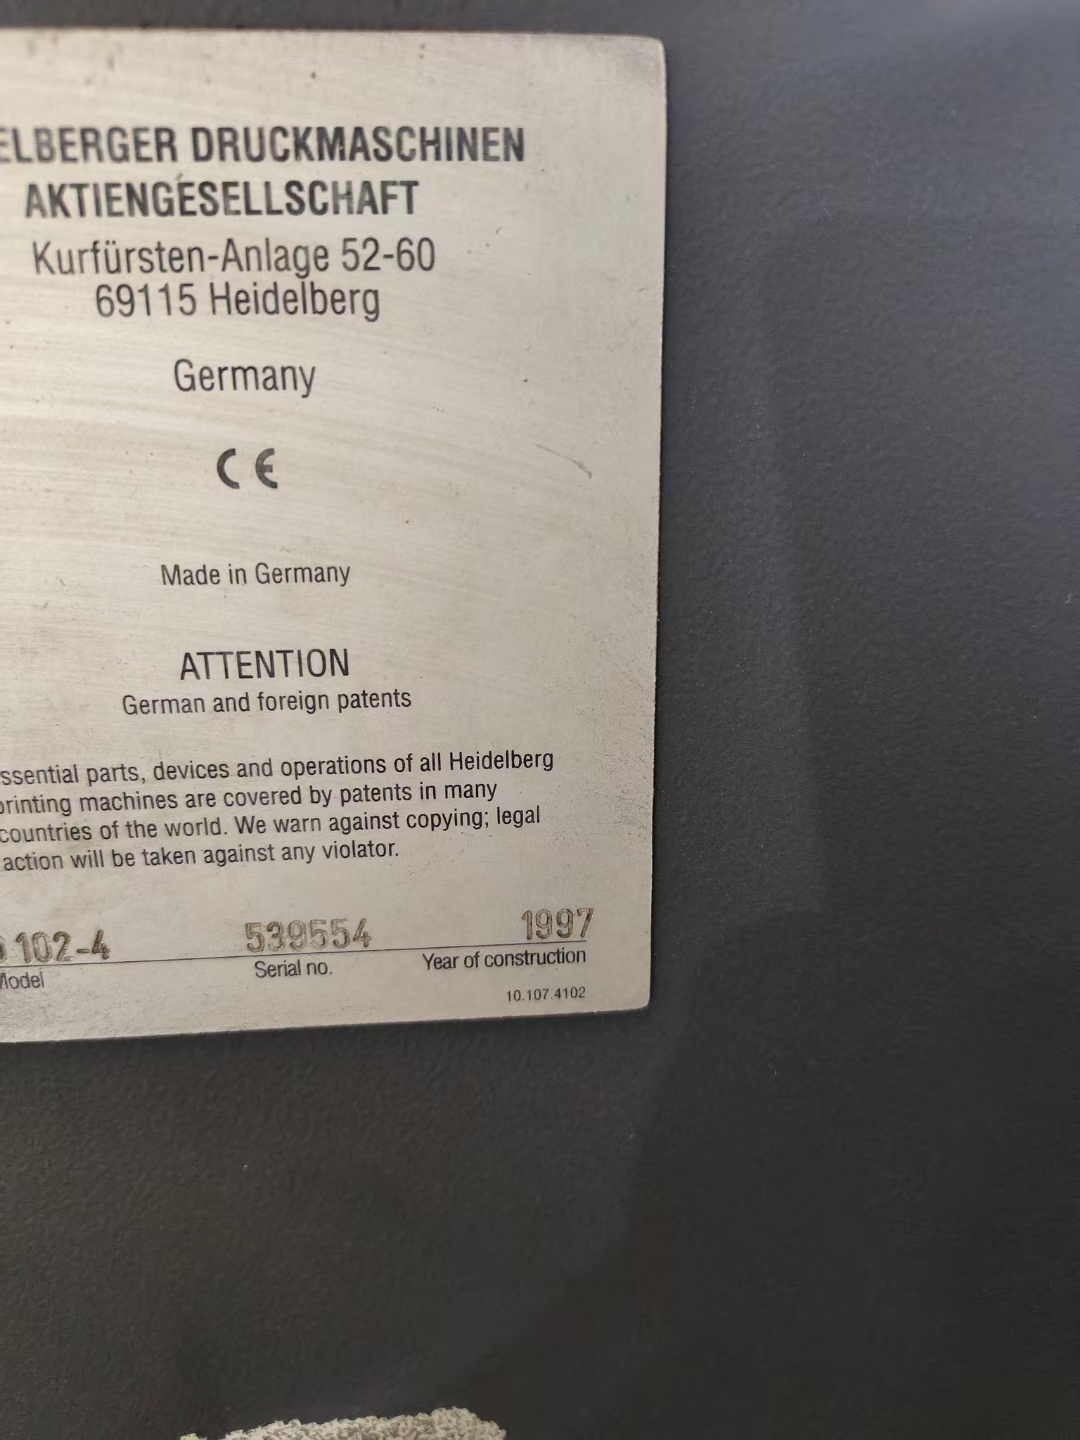 ELBERGER DRUCKMASCHINEN
AKTIENGESELLSCHAFT
Kurfürsten-Anlage 52-60
69115 Heidelberg
Germany
CE
Made in Germany
ATTENTION
German and foreign patents
ssential parts, devices and operations of all Heidelberg
printing machines are covered by patents in many
countries of the world. We warn against copying; legal
action will be taken against any violator.
102-4 539554 1997
Model Serial no. Year of construction
10.107.4102